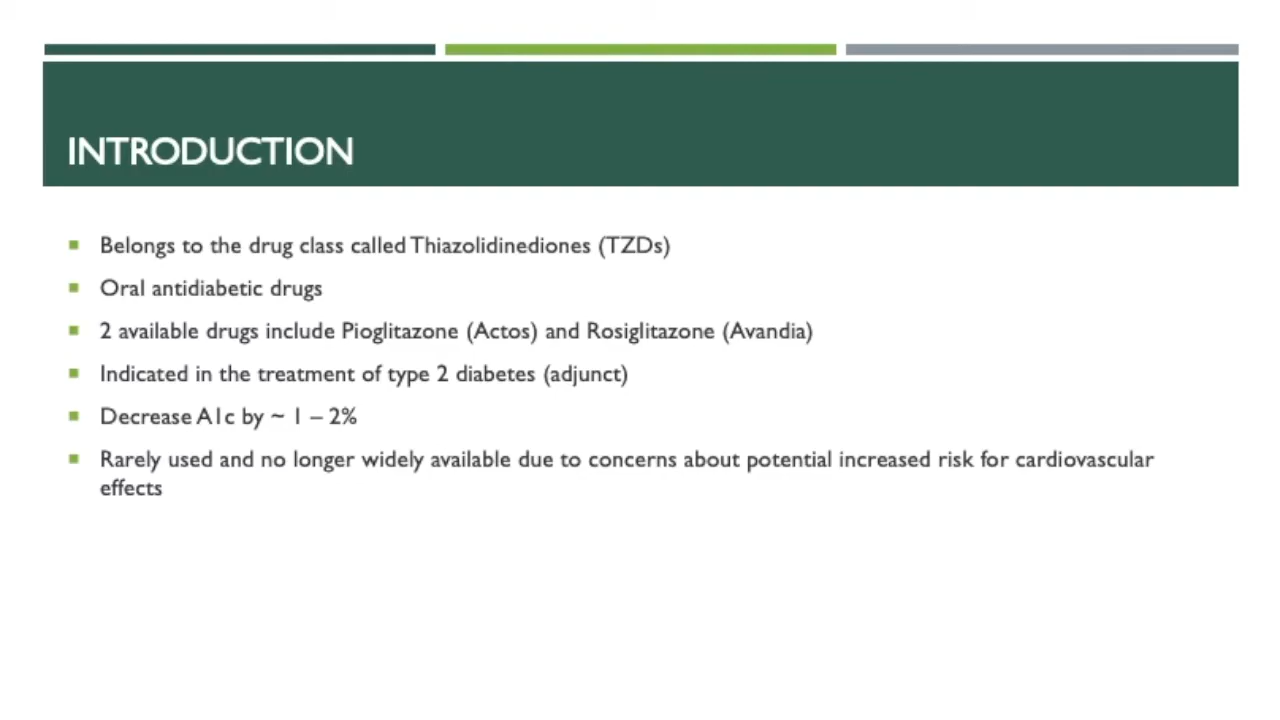 INTRODUCTION
Belongs to the drug class called Thiazolidinediones (TZDs)
Oral antidiabetic drugs
2 available drugs include Pioglitazone (Actos) and Rosiglitazone (Avandia)
Indicated in the treatment of type 2 diabetes (adjunct)
Decrease A1c by ~ 1 – 2%
Rarely used and no longer widely available due to concerns about potential increased risk for cardiovascular
effects